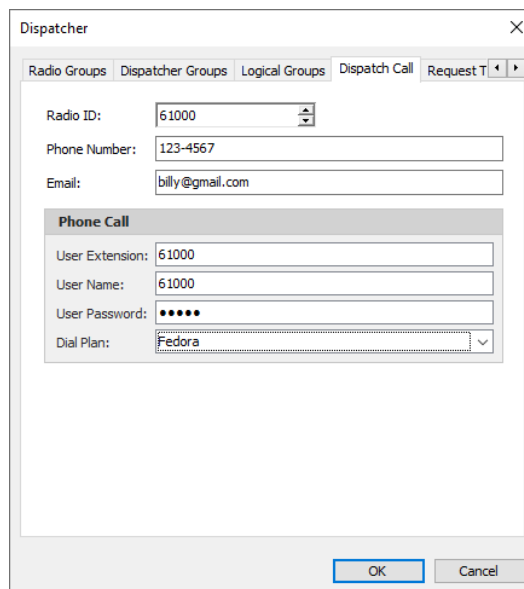 Dispatcher
Radio Groups Dispatcher Groups Logical Groups Dispatch Call Request T
Radio ID: 61000
Phone Number: 123-4567
Email: billy@gmail.com
Phone Call
User Extension: 61000
User Name: 61000
User Password: •••••
Dial Plan: Fedora
OK Cancel